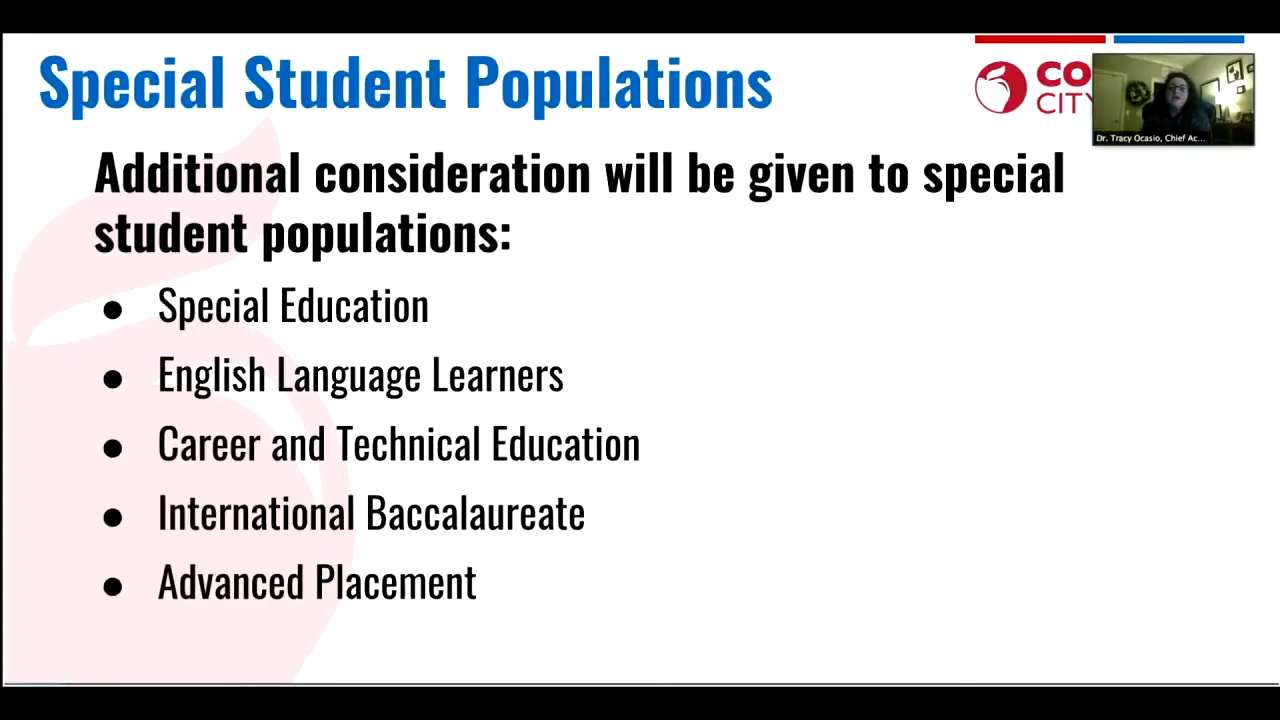 Special Student Populations
CO
CITY
Dr. Tracy Ocasio, Chief Ac...
Additional consideration will be given to special
student populations:
● Special Education
● English Language Learners
● Career and Technical Education
● International Baccalaureate
● Advanced Placement